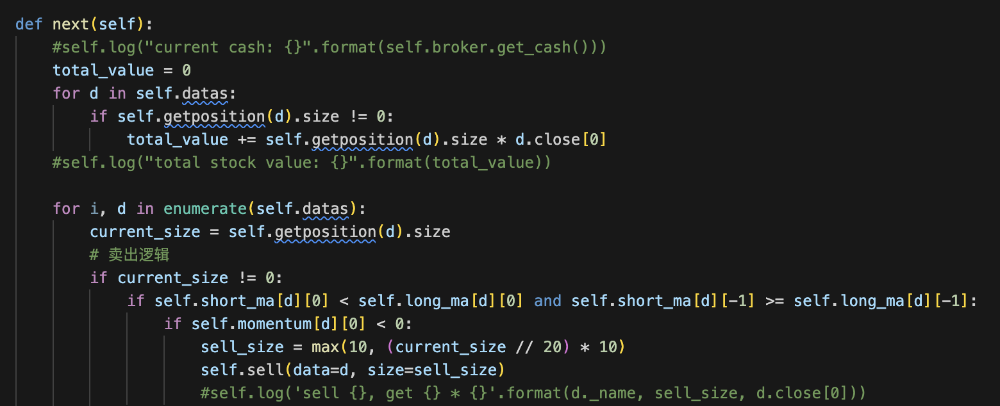 def next(self):
    #self.log("current cash: {}".format(self.broker.get_cash()))
    total_value = 0
    for d in self.datas:
        if self.getposition(d).size != 0:
            total_value += self.getposition(d).size * d.close[0]
    #self.log("total stock value: {}".format(total_value))

    for i, d in enumerate(self.datas):
        current_size = self.getposition(d).size
        # 卖出逻辑
        if current_size != 0:
            if self.short_ma[d][0] < self.long_ma[d][0] and self.short_ma[d][-1] >= self.long_ma[d][-1]:
                if self.momentum[d][0] < 0:
                    sell_size = max(10, (current_size // 20) * 10)
                    self.sell(data=d, size=sell_size)
                    #self.log('sell {}, get {} * {}'.format(d._name, sell_size, d.close[0]))